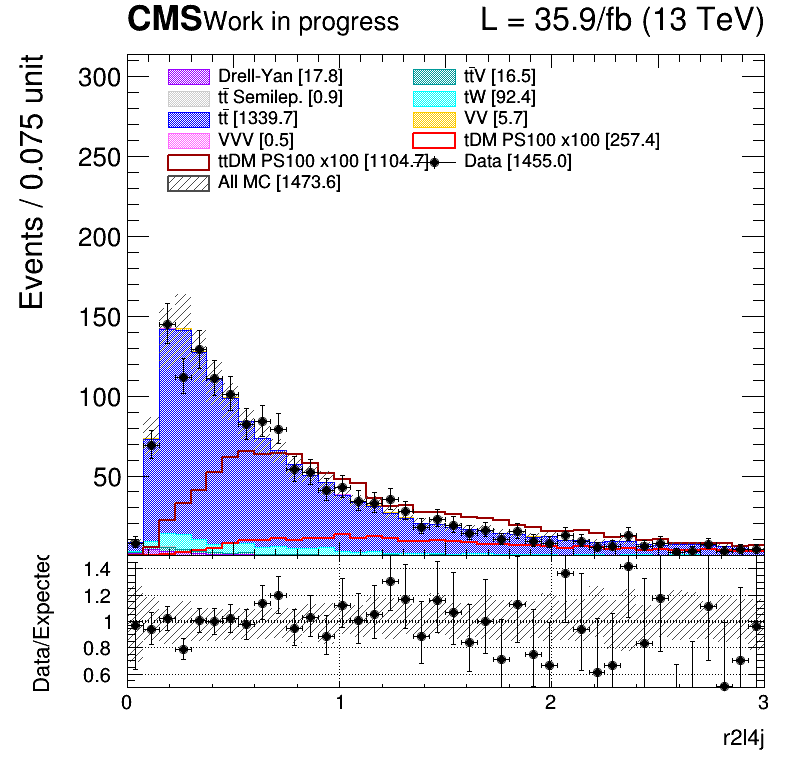 CMS Work in progress L = 35.9/fb (13 TeV)
Events / 0.075 unit
300
250
200
150
100
50
Drell-Yan [17.8] tt̄V [16.5]
tt̄ Semilep. [0.9] tW [92.4]
tt̄ [1339.7] VV [5.7]
VVV [0.5] tDM PS100 x100 [257.4]
ttDM PS100 x100 [1104.7] Data [1455.0]
All MC [1473.6]
Data/Expected
1.4
1.2
1
0.8
0.6
0 1 2 3
r2l4j